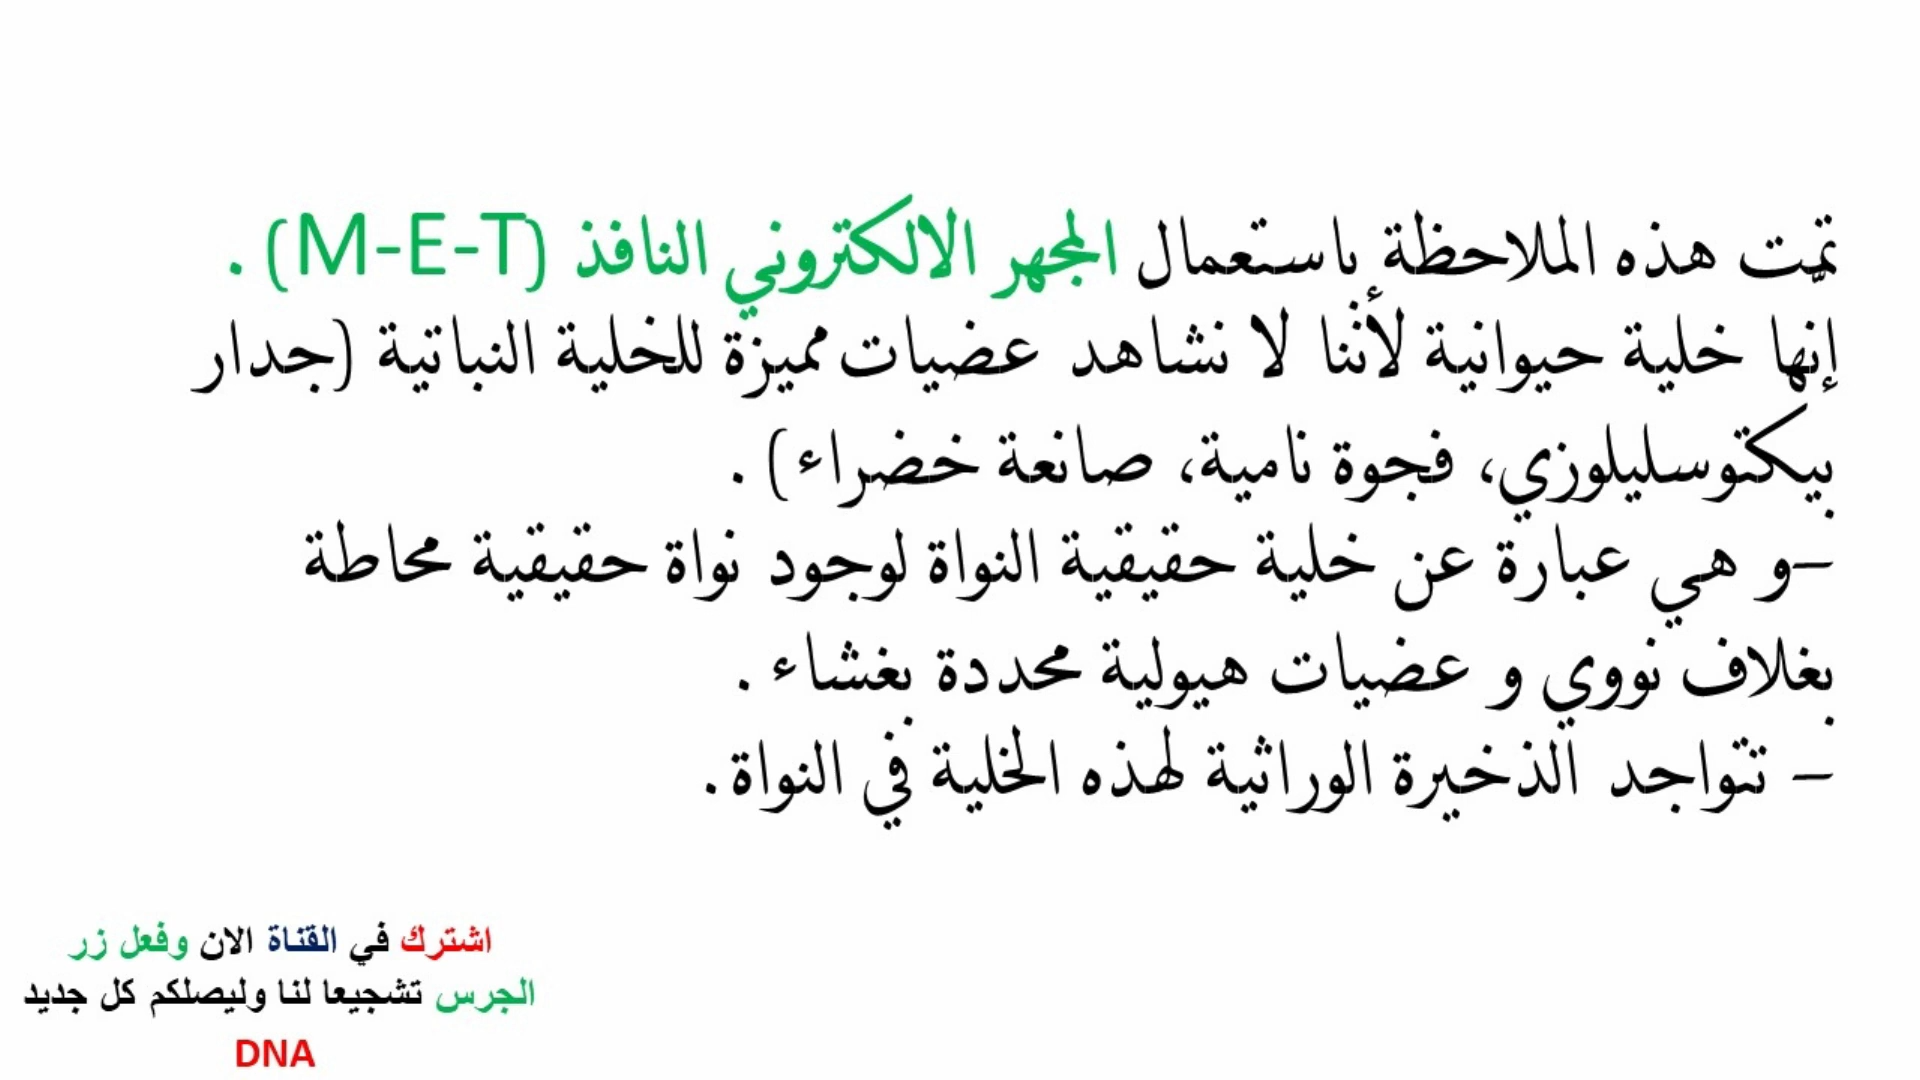 تمّت هذه الملاحظة باستعمال المجهر الالكتروني النافذ (M-E-T) .
إنها خلية حيوانية لأننا لا نشاهد عضيات مميزة للخلية النباتية (جدار
بيكتوسليلوزي، فجوة نامية، صانعة خضراء) .
–و هي عبارة عن خلية حقيقية النواة لوجود نواة حقيقية محاطة
بغلاف نووي و عضيات هيولية محددة بغشاء .
– تتواجد الذخيرة الوراثية لهذه الخلية في النواة.
اشترك في القناة الان وفعل زر
الجرس تشجيعا لنا وليصلكم كل جديد
DNA